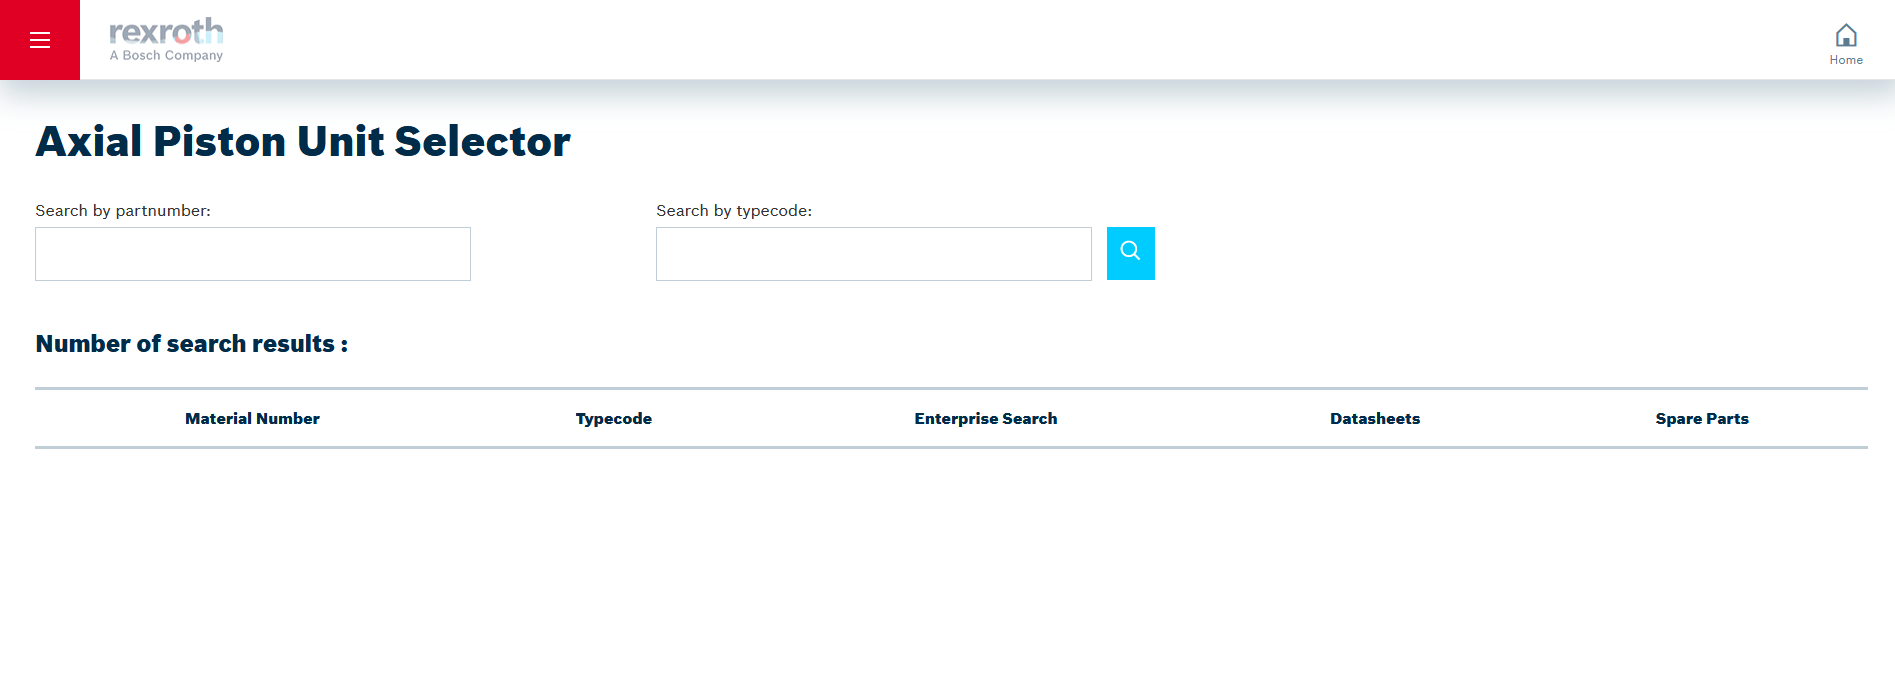 rexroth
A Bosch Company
Home
Axial Piston Unit Selector
Search by partnumber:
Search by typecode:
Number of search results :
Material Number
Typecode
Enterprise Search
Datasheets
Spare Parts